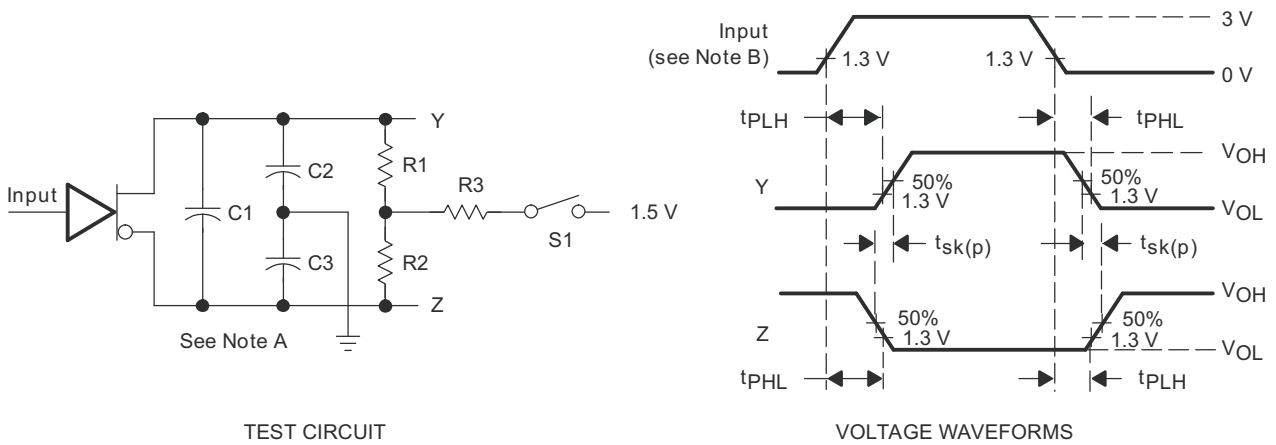 Input
(see Note B)
1.3 V
1.3 V
3 V
0 V
tPLH
tPHL
Y
50%
1.3 V
50%
1.3 V
VOH
VOL
tsk(p)
tsk(p)
Z
50%
1.3 V
50%
1.3 V
VOH
VOL
tPHL
tPLH
Input
C1
C2
C3
Y
R1
R2
Z
R3
S1
1.5 V
See Note A
TEST CIRCUIT
VOLTAGE WAVEFORMS